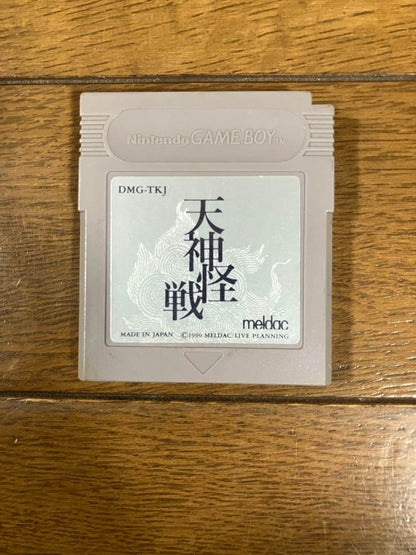 Nintendo GAME BOY TM
DMG-TKJ
天神怪戦
meldac
MADE IN JAPAN ©1990 MELDAC/LIVE PLANNING